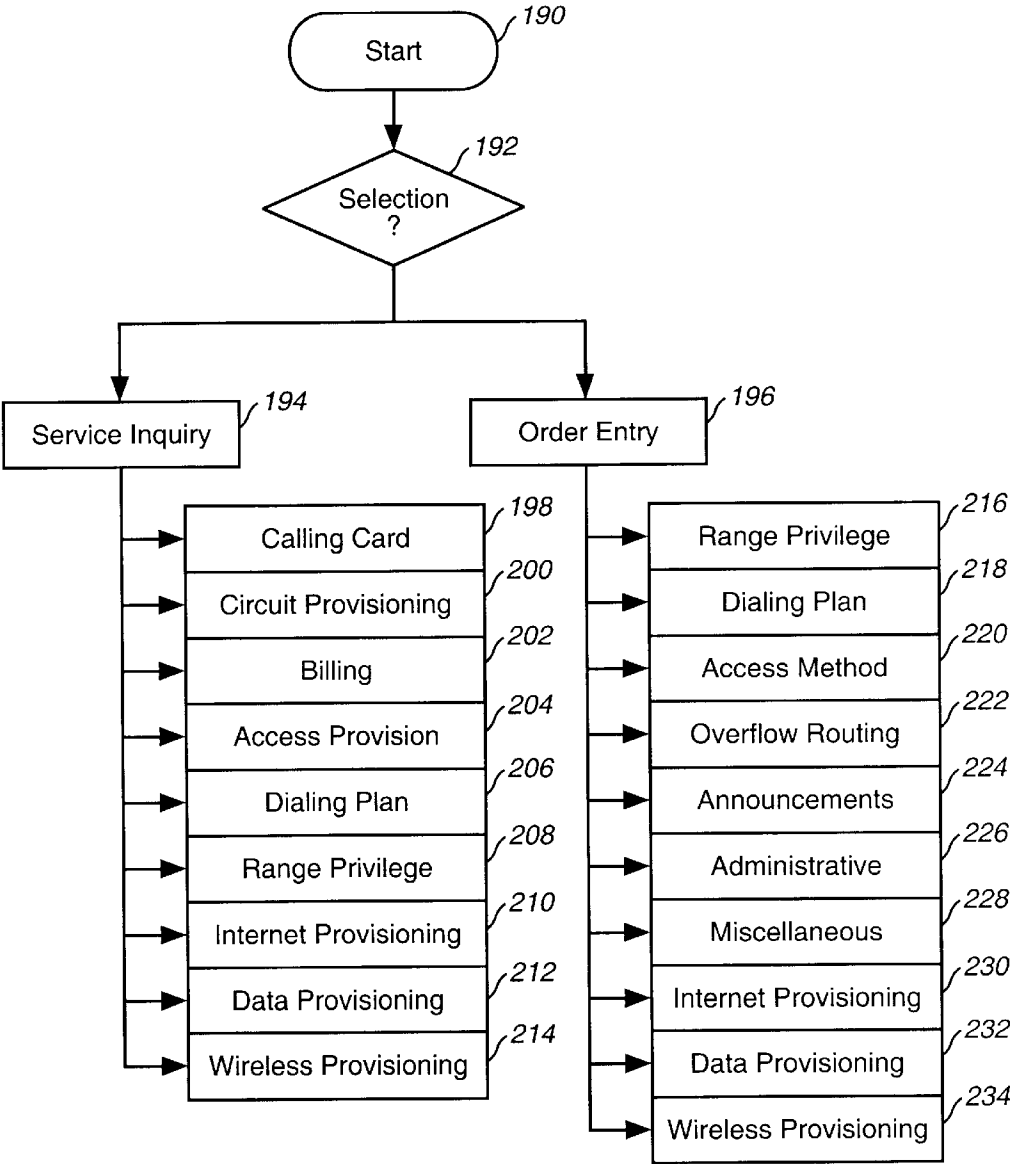 190
Start
192
Selection
?
194
Service Inquiry
196
Order Entry
198
Calling Card
200
Circuit Provisioning
202
Billing
204
Access Provision
206
Dialing Plan
208
Range Privilege
210
Internet Provisioning
212
Data Provisioning
214
Wireless Provisioning
216
Range Privilege
218
Dialing Plan
220
Access Method
222
Overflow Routing
224
Announcements
226
Administrative
228
Miscellaneous
230
Internet Provisioning
232
Data Provisioning
234
Wireless Provisioning